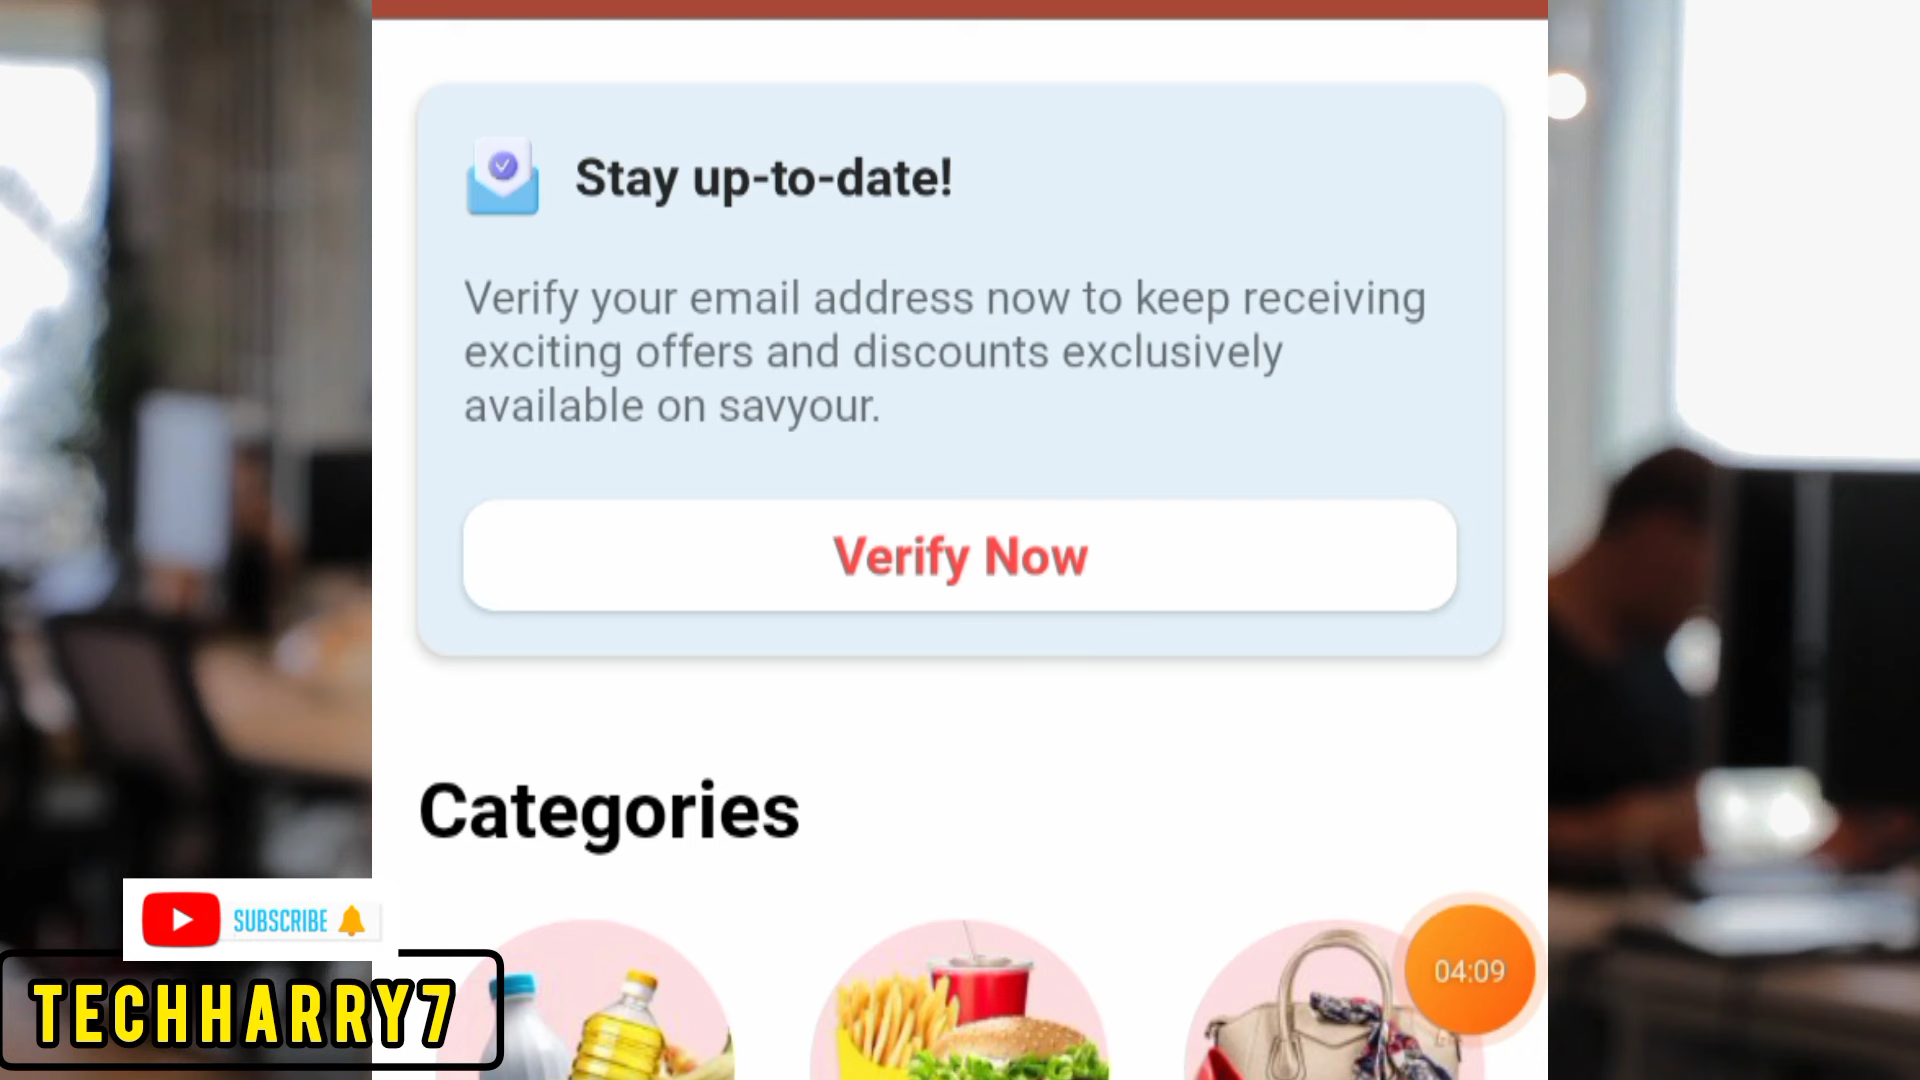 Stay up-to-date!
Verify your email address now to keep receiving
exciting offers and discounts exclusively
available on savyour.
Verify Now
Categories
SUBSCRIBE
04:09
TECHHARRY7